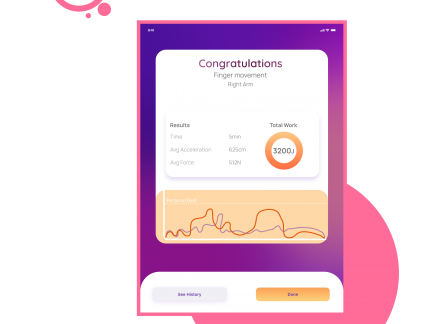 9:41
Congratulations
Finger movement
Right Arm
Results
Total Work
Time 5min
Avg Acceleration 625cm
3200J
Avg Force 512N
See History
Done